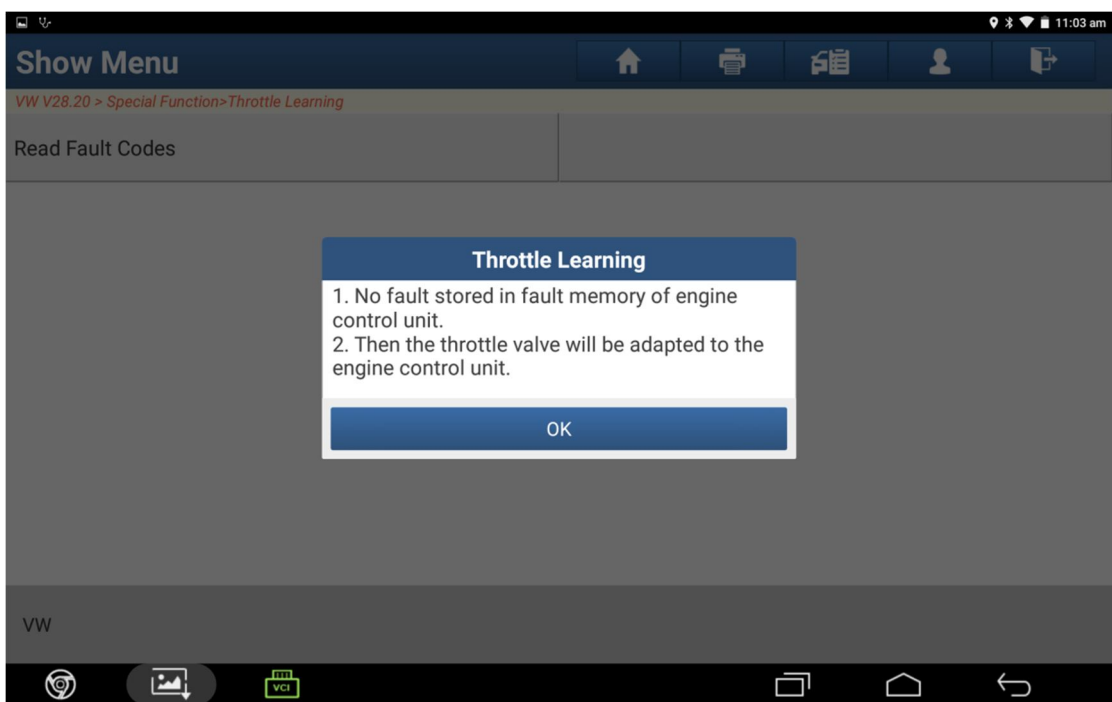 11:03 am
Show Menu
VW V28.20 > Special Function>Throttle Learning
Read Fault Codes
Throttle Learning
1. No fault stored in fault memory of engine
control unit.
2. Then the throttle valve will be adapted to the
engine control unit.
OK
VW
VCI